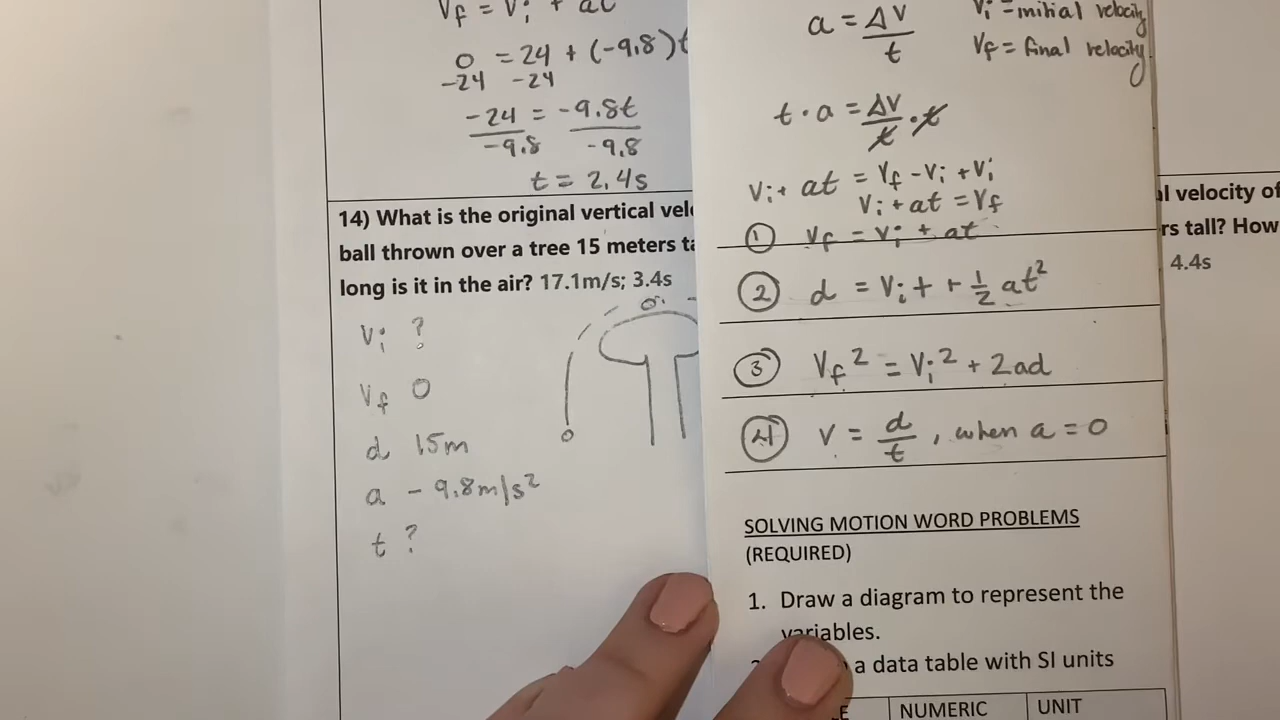 Vf = Vi + at
0 = 24 + (-9.8)t
-24 -24
-24 = -9.8t
-9.8 -9.8
t = 2.4s
14) What is the original vertical
ball thrown over a tree 15 meters
long is it in the air? 17.1m/s; 3.4s
Vi ?
Vf 0
d 15m
a - 9.8m/s²
t ?
a = ΔV
t
Vi = initial velocity
Vf = final velocity
t · a = ΔV · t
t
Vi + at = Vf - Vi + Vi
Vi + at = Vf
① Vf = Vi + at
② d = Vit + ½ at²
③ Vf² = Vi² + 2ad
④ V = d/t , when a = 0
SOLVING MOTION WORD PROBLEMS
(REQUIRED)
1. Draw a diagram to represent the
variables.
a data table with SI units
NUMERIC
UNIT
velocity of
tall? How
4.4s